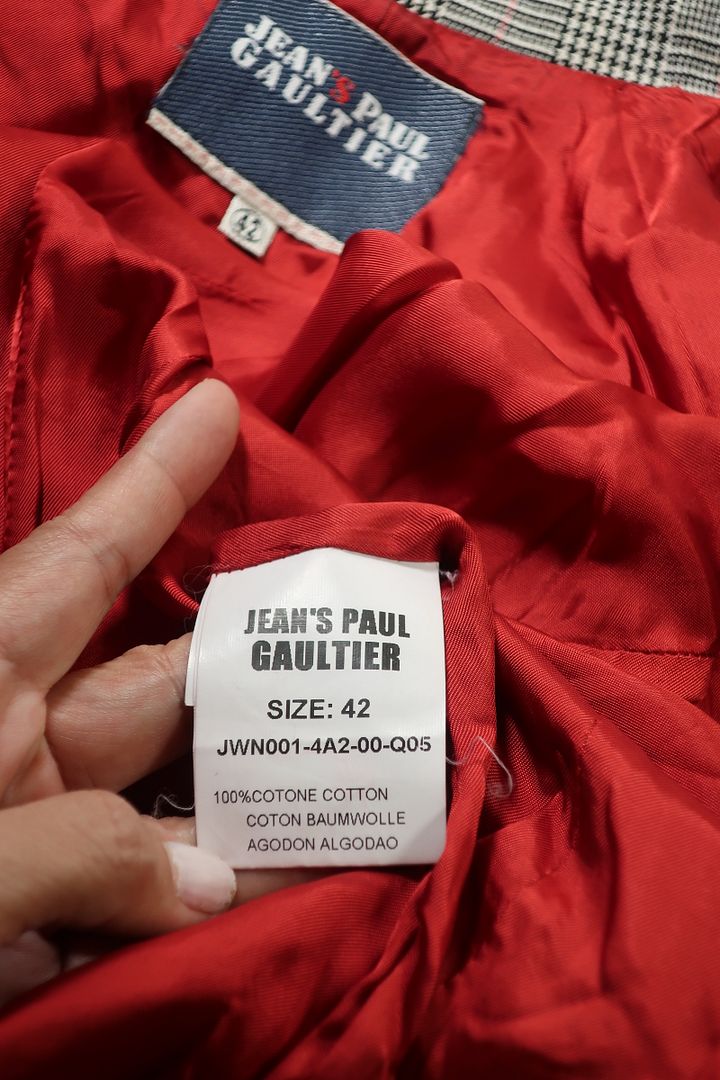 JEAN'S PAUL
GAULTIER
42
JEAN'S PAUL
GAULTIER
SIZE: 42
JWN001-4A2-00-Q05
100%COTONE COTTON
COTON BAUMWOLLE
AGODON ALGODAO